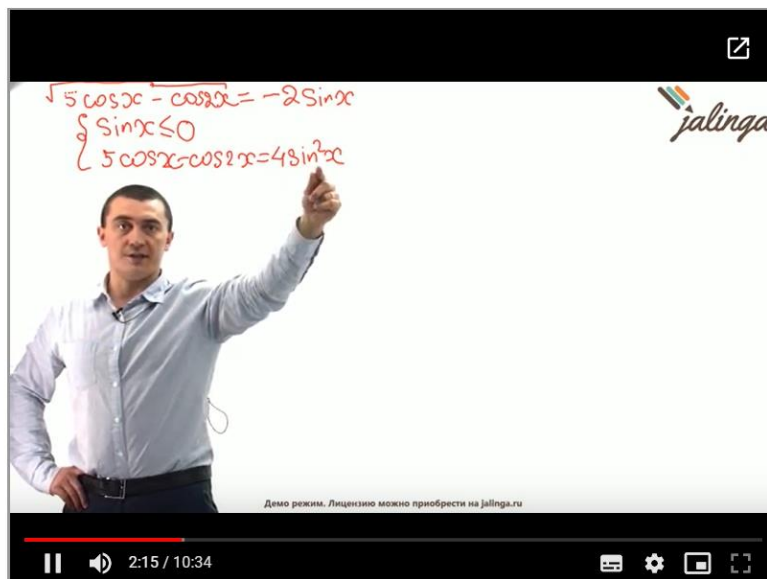 √5cosx - cos2x = -2sinx
{ sinx ≤ 0
5cosx - cos2x = 4sin²x
jalinga
Демо режим. Лицензию можно приобрести на jalinga.ru
2:15 / 10:34